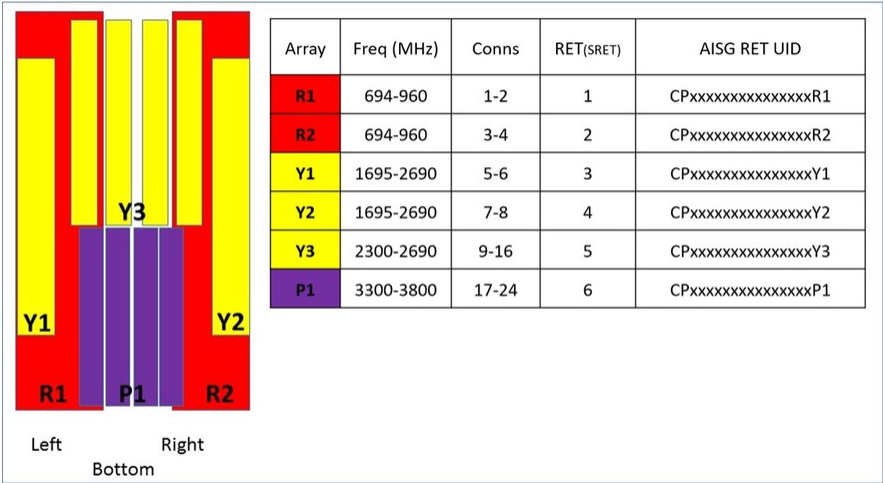 Array Freq (MHz) Conns RET(SRET) AISG RET UID
R1 694-960 1-2 1 CPxxxxxxxxxxxxxxxR1
R2 694-960 3-4 2 CPxxxxxxxxxxxxxxxR2
Y1 1695-2690 5-6 3 CPxxxxxxxxxxxxxxxY1
Y2 1695-2690 7-8 4 CPxxxxxxxxxxxxxxxY2
Y3 2300-2690 9-16 5 CPxxxxxxxxxxxxxxxY3
P1 3300-3800 17-24 6 CPxxxxxxxxxxxxxxxP1
Y3
Y1 Y2
R1 P1 R2
Left Right
Bottom